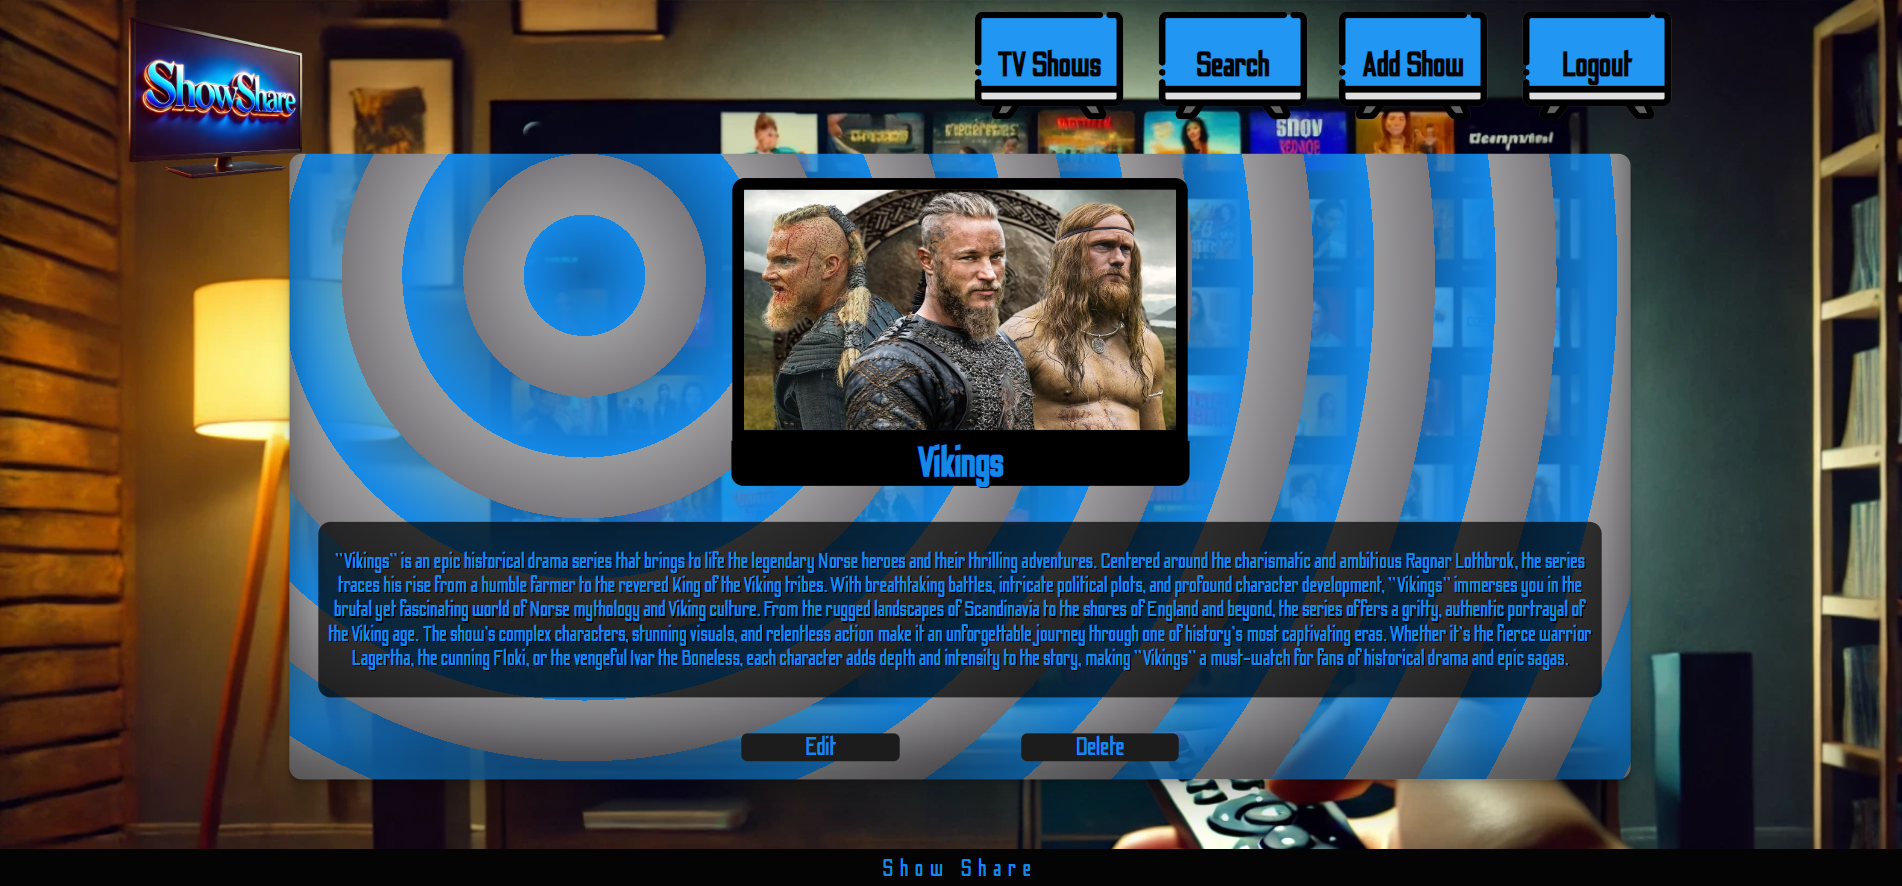 ShowShare
TV Shows
Search
Add Show
Logout
SNOV
Vikings
"Vikings" is an epic historical drama series that brings to life the legendary Norse heroes and their thrilling adventures. Centered around the charismatic and ambitious Ragnar Lothbrok, the series
traces his rise from a humble farmer to the revered King of the Viking tribes. With breathtaking battles, intricate political plots, and profound character development, "Vikings" immerses you in the
brutal yet fascinating world of Norse mythology and Viking culture. From the rugged landscapes of Scandinavia to the shores of England and beyond, the series offers a gritty, authentic portrayal of
the Viking age. The show's complex characters, stunning visuals, and relentless action make it an unforgettable journey through one of history's most captivating eras. Whether it's the fierce warrior
Lagertha, the cunning Floki, or the vengeful Ivar the Boneless, each character adds depth and intensity to the story, making "Vikings" a must-watch for fans of historical drama and epic sagas.
Edit
Delete
Show Share